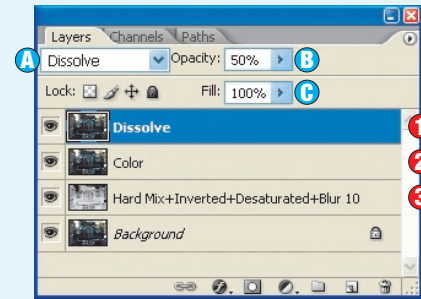 Layers Channels Paths
A Dissolve Opacity: 50% B
Lock: Fill: 100% C
Dissolve 1
Color 2
Hard Mix+Inverted+Desaturated+Blur 10 3
Background